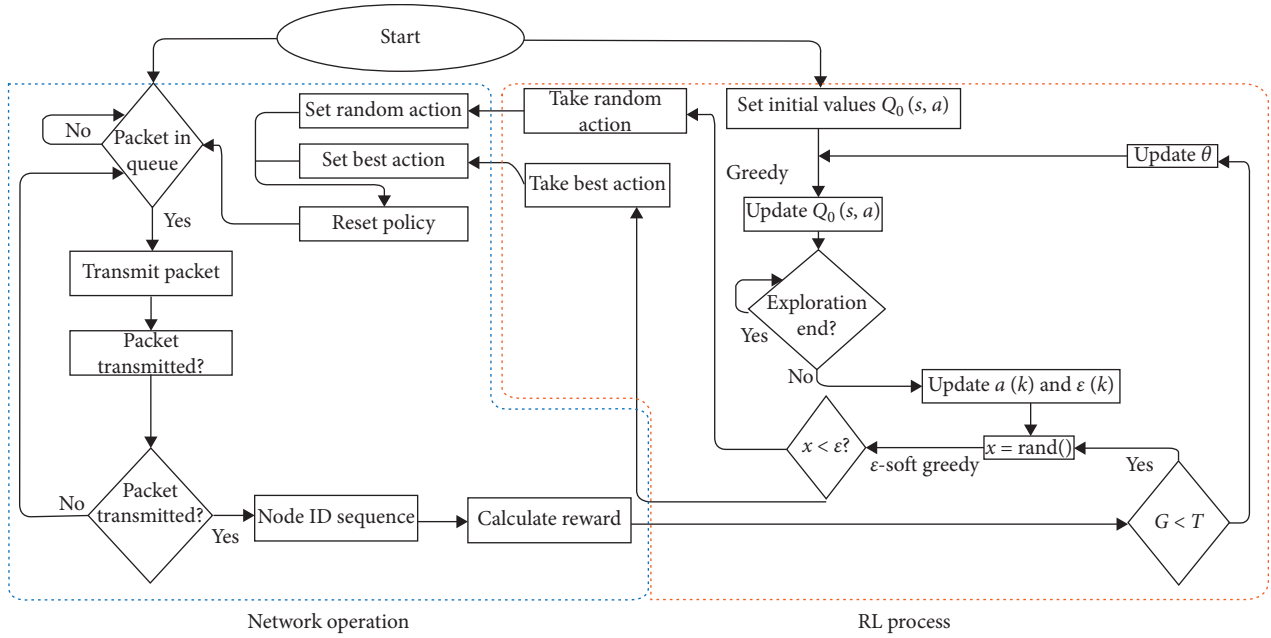 Start
No
Packet in
queue
Yes
Transmit packet
Packet
transmitted?
No
Packet
transmitted?
Yes
Node ID sequence
Calculate reward
Set random action
Set best action
Reset policy
Take random
action
Take best action
Set initial values Q₀ (s, a)
Greedy
Update θ
Update Q₀ (s, a)
Exploration
end?
Yes
No
Update a (k) and ε (k)
x < ε?
ε-soft greedy
x = rand()
Yes
G < T
Network operation
RL process